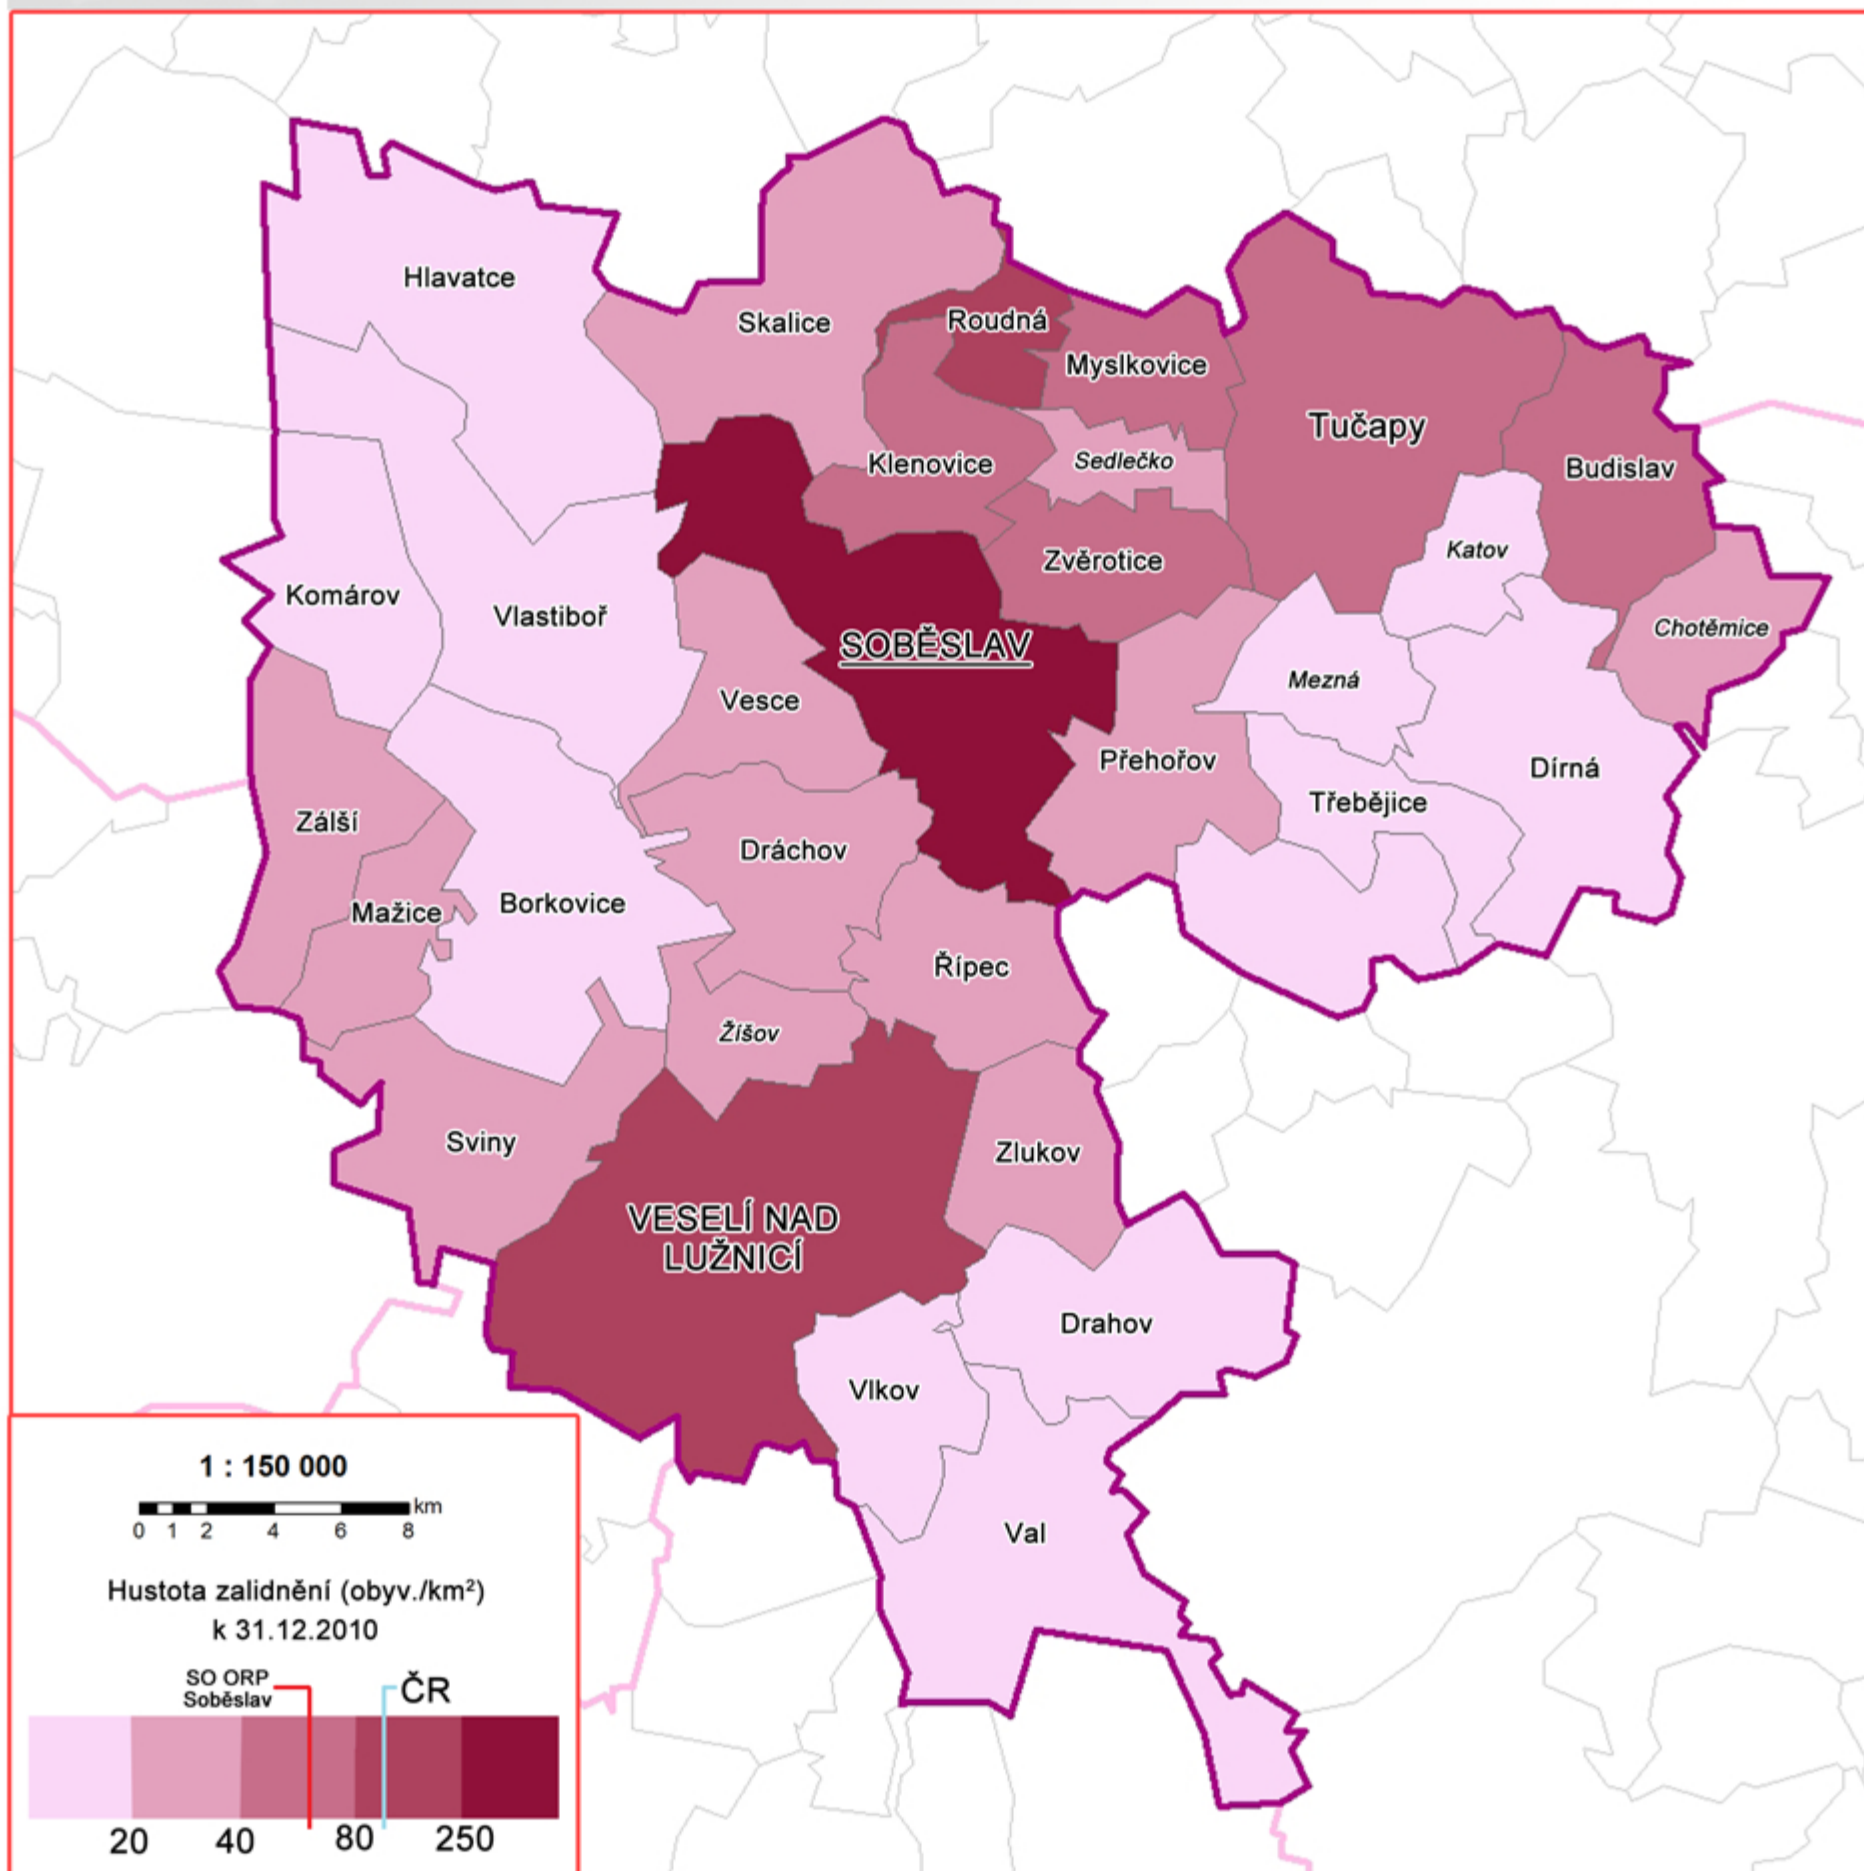 Hlavatce
Skalice
Roudná
Myslkovice
Tučapy
Klenovice
Sedlečko
Budislav
Katov
Zvěrotice
Komárov
Vlastiboř
Chotěmice
SOBĚSLAV
Mezná
Vesce
Přehořov
Dírná
Třebějice
Zálší
Dráchov
Mažice
Borkovice
Řípec
Žíšov
Sviny
Zlukov
VESELÍ NAD
LUŽNICÍ
Drahov
Vlkov
Val
1 : 150 000
km
0 1 2 4 6 8
Hustota zalidnění (obyv./km²)
k 31.12.2010
SO ORP
Soběslav
ČR
20 40 80 250